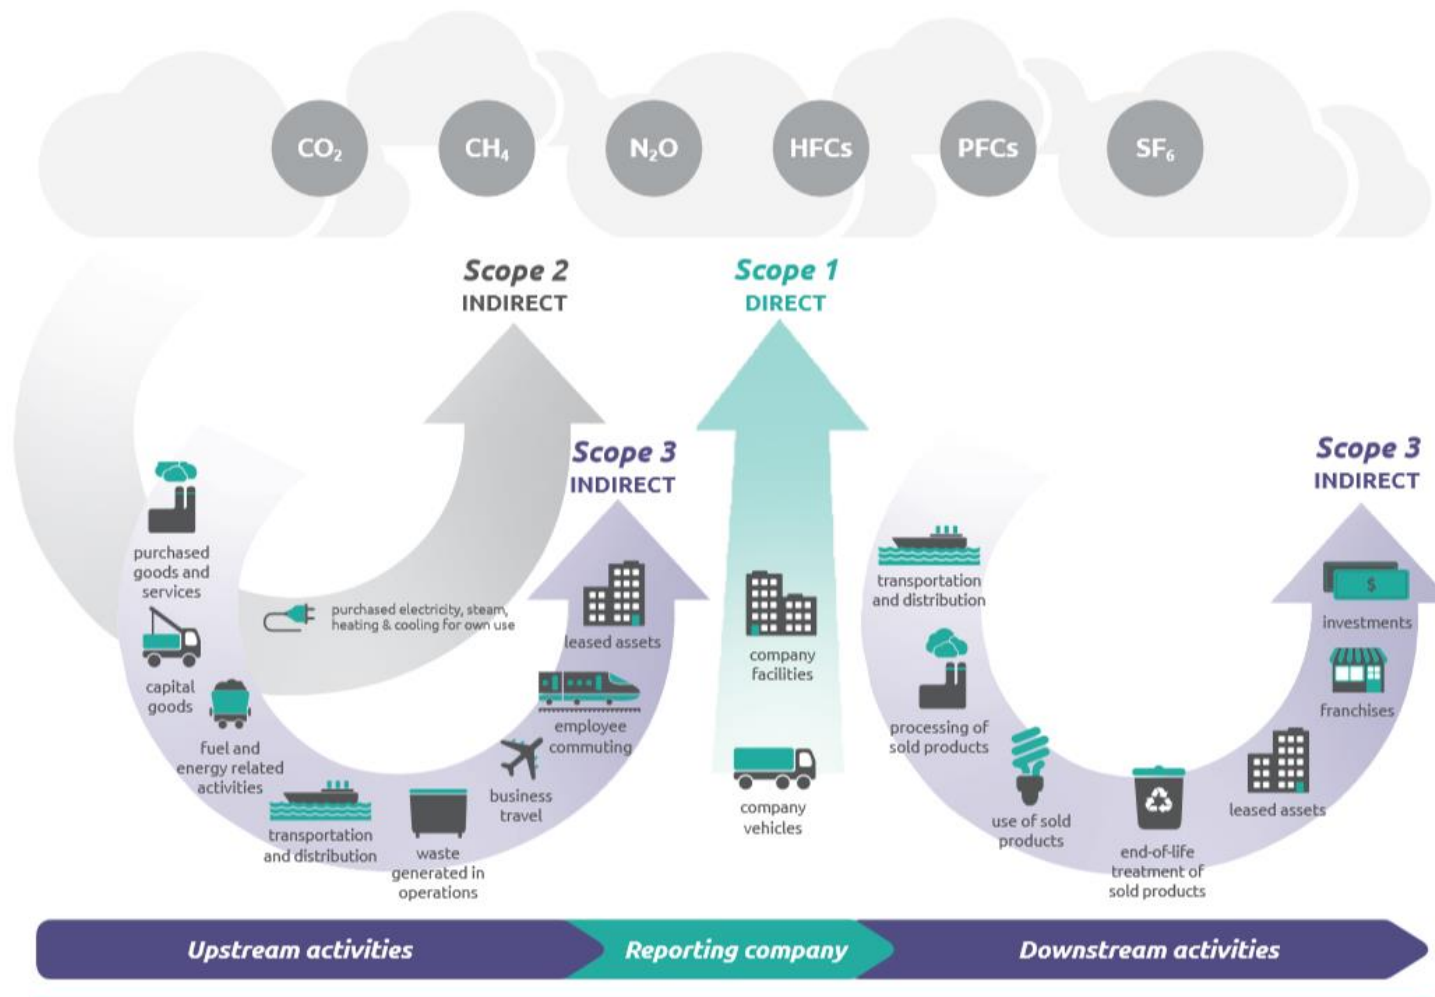 CO₂
CH₄
N₂O
HFCs
PFCs
SF₆
Scope 2
INDIRECT
Scope 1
DIRECT
Scope 3
INDIRECT
Scope 3
INDIRECT
purchased
goods and
services
capital
goods
fuel and
energy related
activities
transportation
and distribution
waste
generated in
operations
business
travel
employee
commuting
leased assets
purchased electricity, steam,
heating & cooling for own use
company
facilities
company
vehicles
transportation
and distribution
processing of
sold products
use of sold
products
end-of-life
treatment of
sold products
leased assets
franchises
investments
$
Upstream activities
Reporting company
Downstream activities